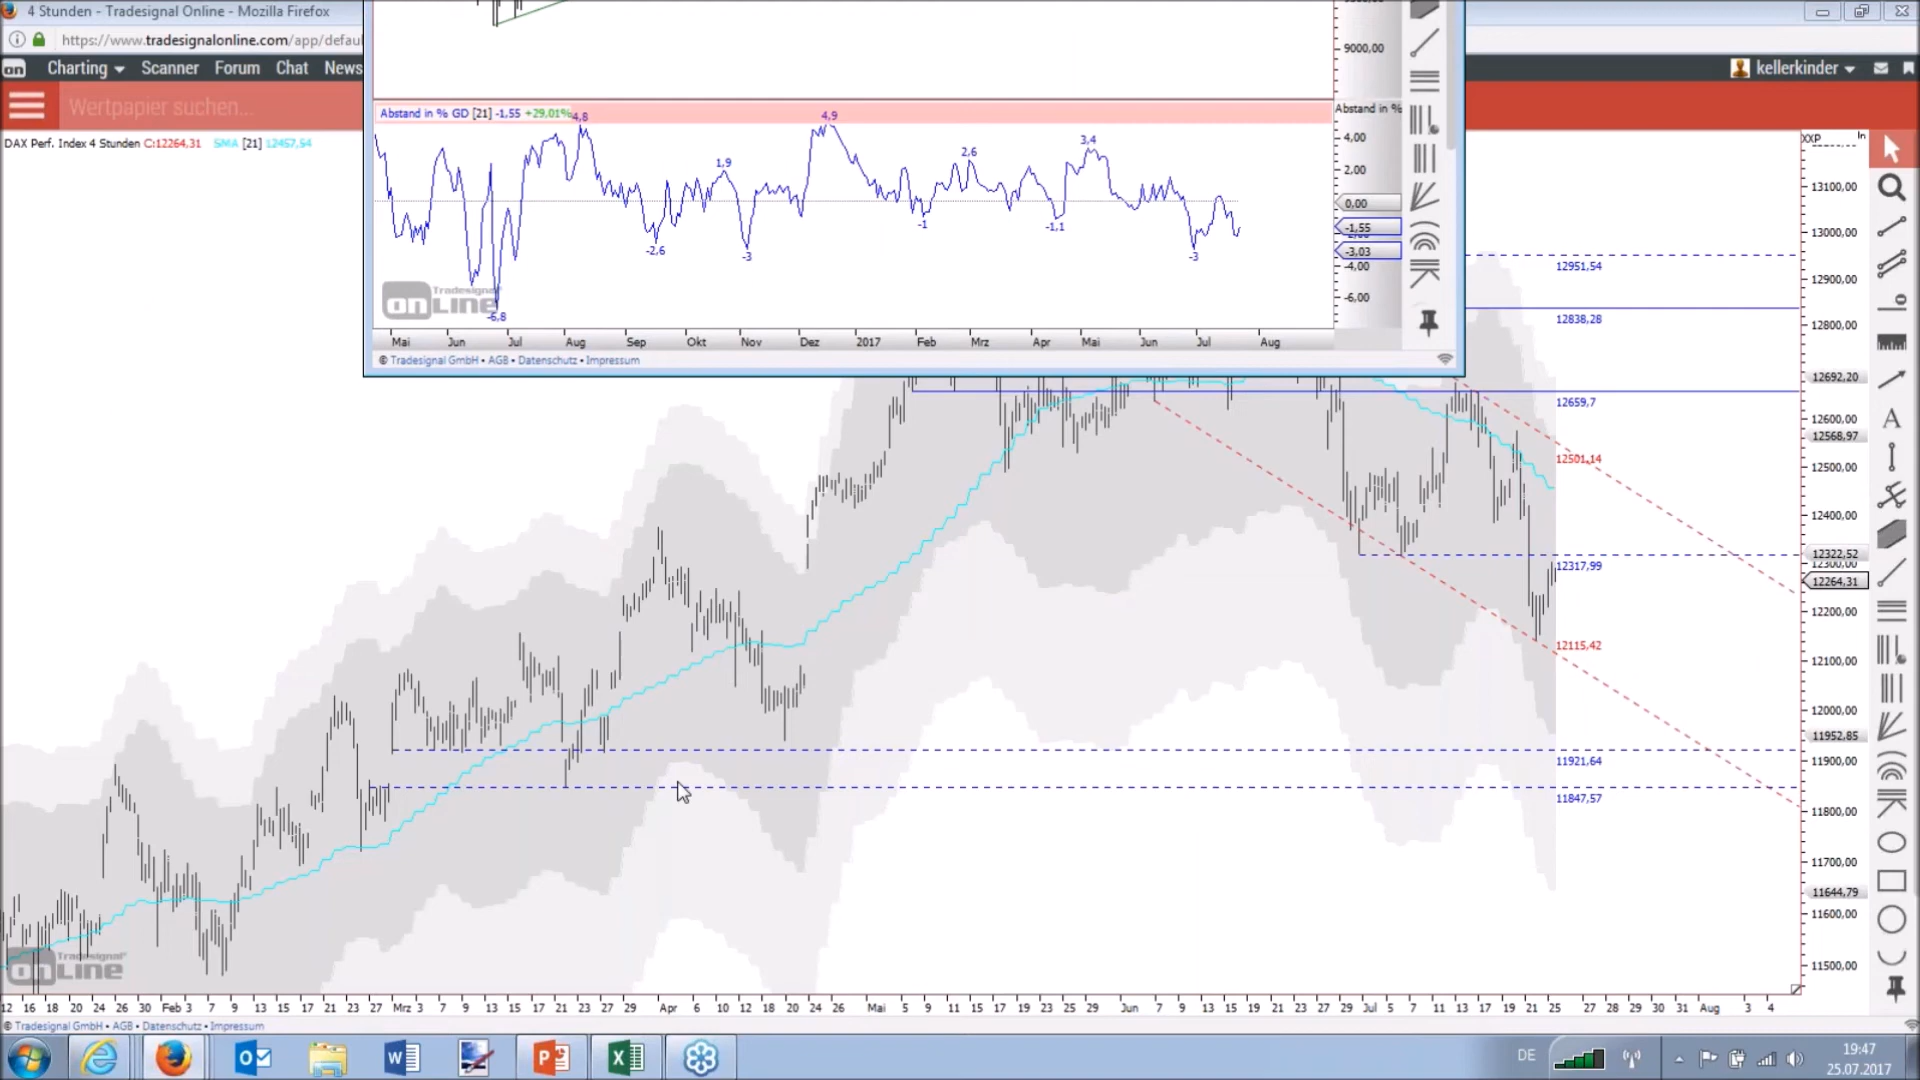 4 Stunden - Tradesignal Online - Mozilla Firefox
https://www.tradesignalonline.com/app/defau
on Charting Scanner Forum Chat News
kellerkinder
Wertpapier suchen...
DAX Perf. Index 4 Stunden C:12264,31 SMA [21] 12457,54
9000,00
Abstand in % GD [21] -1,55 +29,01%
Abstand in %
4,8
4,9
1,9
2,6
3,4
-2,6
-3
-1
-1,1
-3
-6,8
4,00
2,00
0,00
-1,55
-3,03
-4,00
-6,00
Tradesignal
onLINE
Mai Jun Jul Aug Sep Okt Nov Dez 2017 Feb Mrz Apr Mai Jun Jul Aug
© Tradesignal GmbH • AGB • Datenschutz • Impressum
XXP
ln
13100,00
13000,00
12900,00
12800,00
12692,20
12600,00
12568,97
12500,00
12400,00
12322,52
12300,00
12264,31
12200,00
12100,00
12000,00
11952,85
11900,00
11800,00
11700,00
11644,79
11600,00
11500,00
12951,54
12838,28
12659,7
12501,14
12317,99
12115,42
11921,64
11847,57
Tradesignal
onLINE
12 16 18 20 24 26 30 Feb 3 7 9 13 15 17 21 23 27 Mrz 3 7 9 13 15 17 21 23 27 29 Apr 6 10 12 18 20 24 26 Mai 5 9 11 15 17 19 23 25 29 Jun 9 13 15 19 21 23 27 29 Jul 5 7 11 13 17 19 21 25 27 29 30 31 Aug 3 4
© Tradesignal GmbH • AGB • Datenschutz • Impressum
DE
19:47
25.07.2017